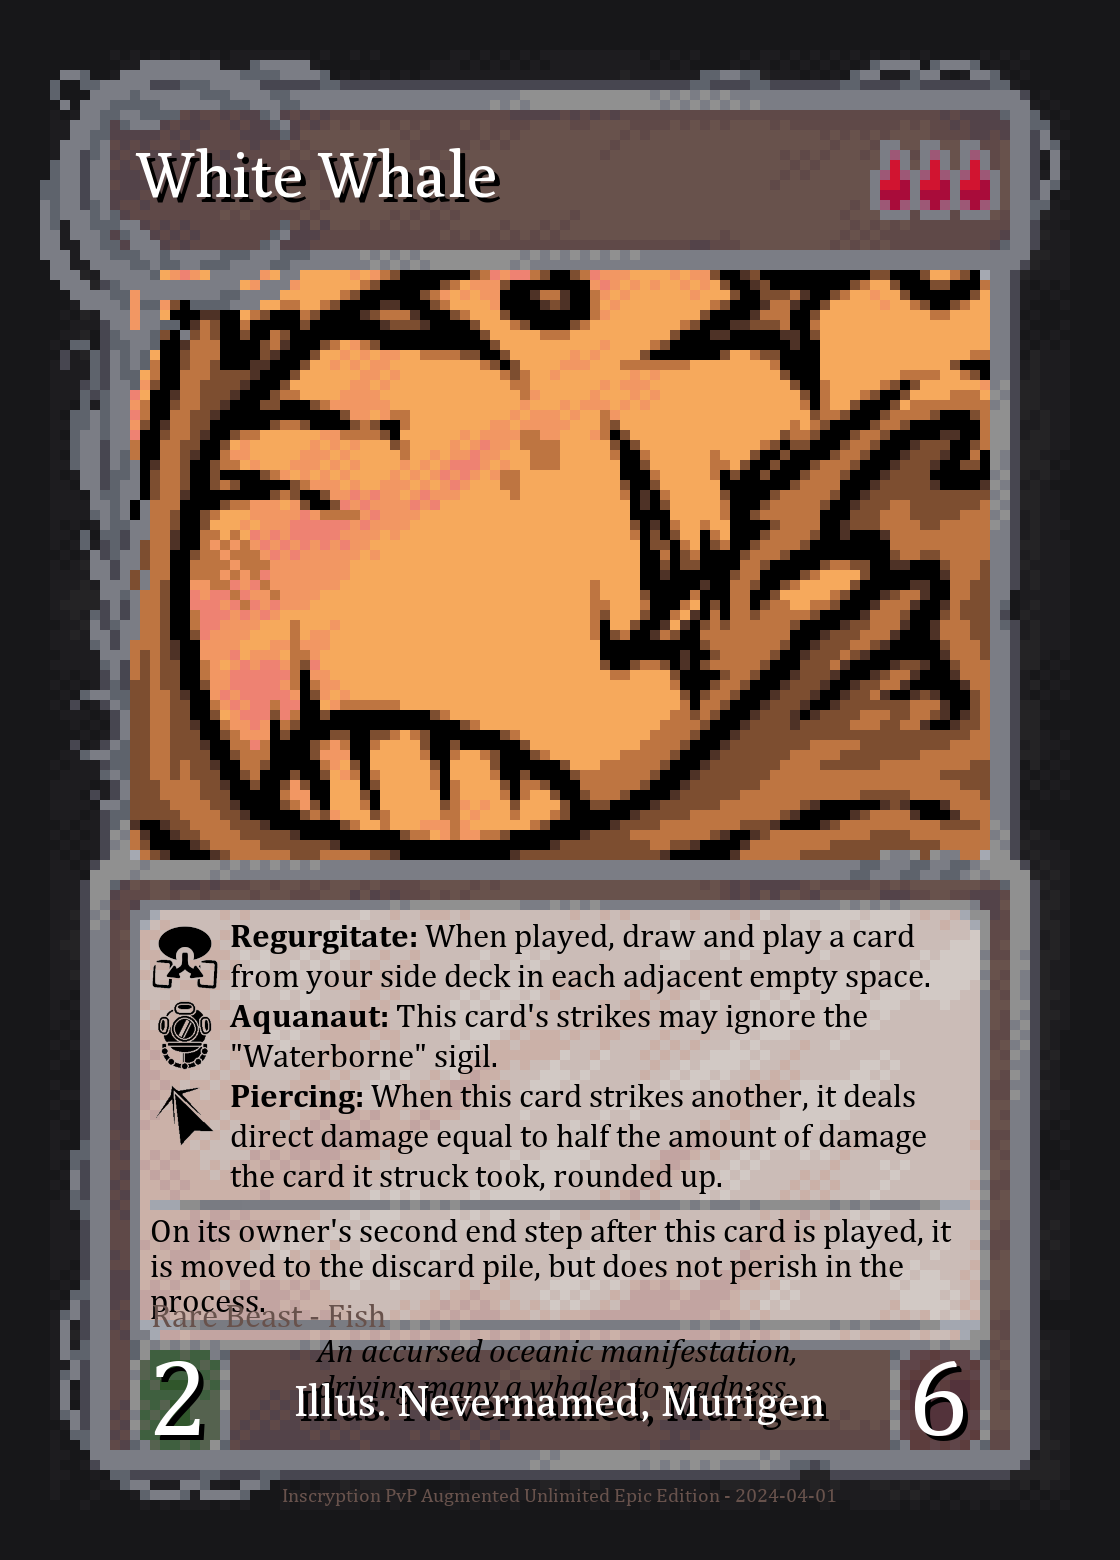 White Whale
Regurgitate: When played, draw and play a card
from your side deck in each adjacent empty space.
Aquanaut: This card's strikes may ignore the
"Waterborne" sigil.
Piercing: When this card strikes another, it deals
direct damage equal to half the amount of damage
the card it struck took, rounded up.
On its owner's second end step after this card is played, it
is moved to the discard pile, but does not perish in the
process.
Rare Beast - Fish
An accursed oceanic manifestation,
driving many a whaler to madness.
2
Illus. Nevernamed, Murigen
6
Inscryption PvP Augmented Unlimited Epic Edition - 2024-04-01